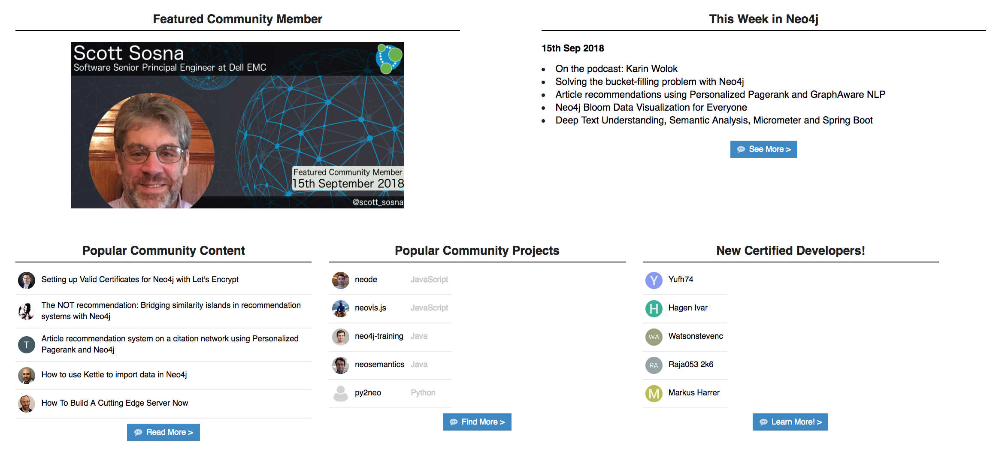 Featured Community Member
Scott Sosna
Software Senior Principal Engineer at Dell EMC
Featured Community Member
15th September 2018
@scott_sosna
This Week in Neo4j
15th Sep 2018
On the podcast: Karin Wolok
Solving the bucket-filling problem with Neo4j
Article recommendations using Personalized Pagerank and GraphAware NLP
Neo4j Bloom Data Visualization for Everyone
Deep Text Understanding, Semantic Analysis, Micrometer and Spring Boot
See More >
Popular Community Content
Setting up Valid Certificates for Neo4j with Let's Encrypt
The NOT recommendation: Bridging similarity islands in recommendation
systems with Neo4j
T
Article recommendation system on a citation network using Personalized
Pagerank and Neo4j
How to use Kettle to import data in Neo4j
How To Build A Cutting Edge Server Now
Read More >
Popular Community Projects
neode JavaScript
neovis.js JavaScript
neo4j-training Java
neosemantics Java
py2neo Python
Find More >
New Certified Developers!
Y Yufh74
H Hagen Ivar
WA Watsonstevenc
RA Raja053 2k6
M Markus Harrer
Learn More! >